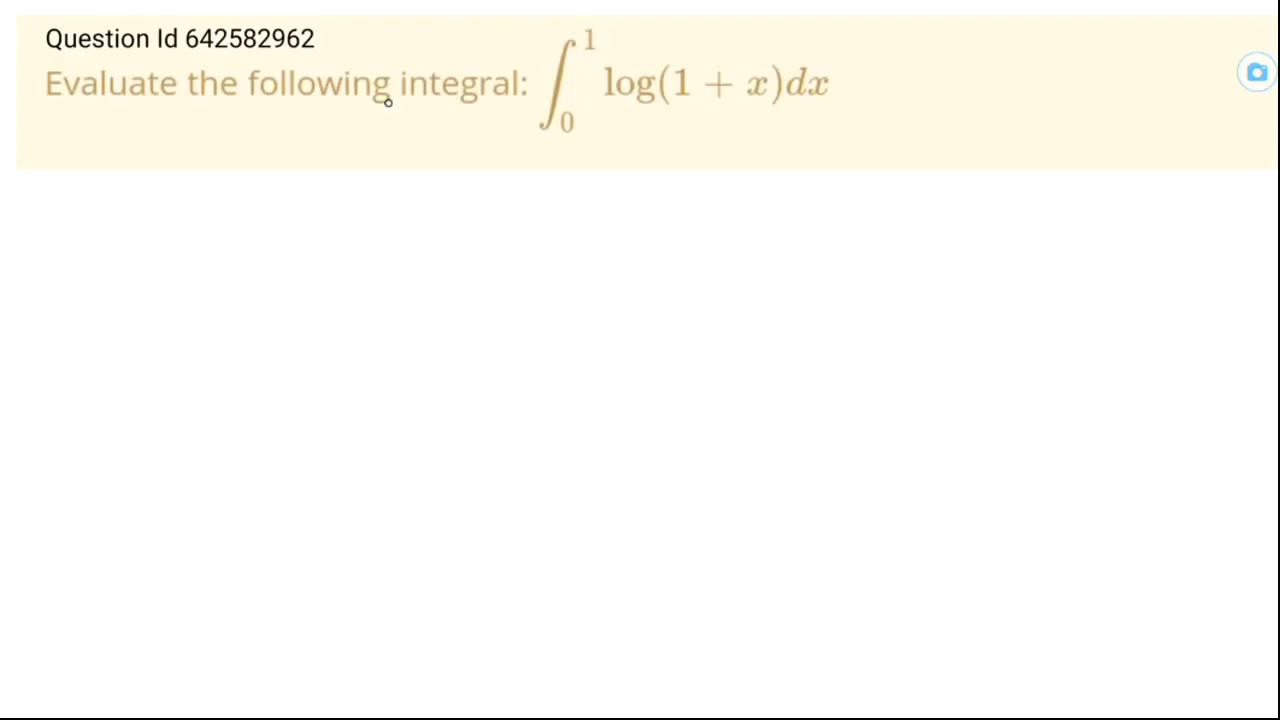 Question Id 642582962
Evaluate the following integral: ∫₀¹ log(1 + x)dx